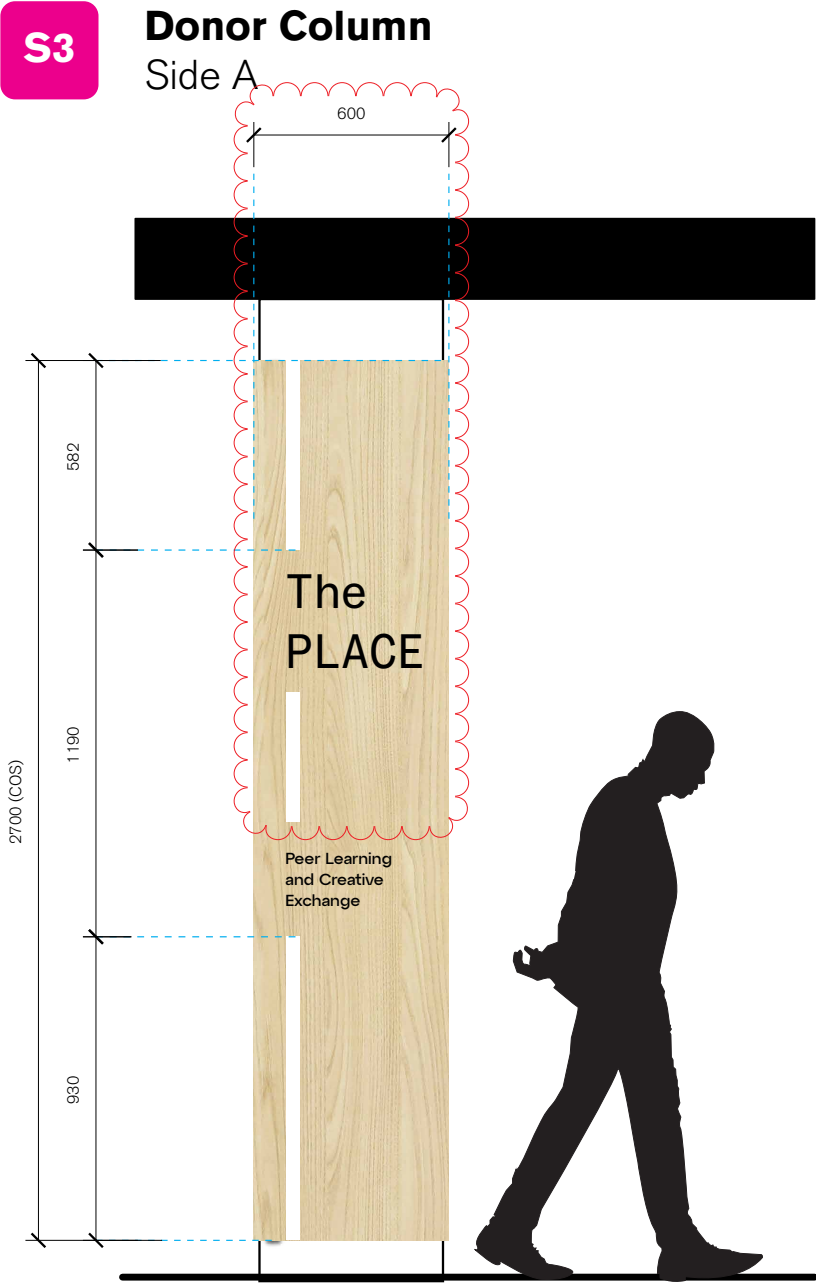 S3
Donor Column
Side A
600
582
The
PLACE
1190
2700 (COS)
Peer Learning
and Creative
Exchange
930